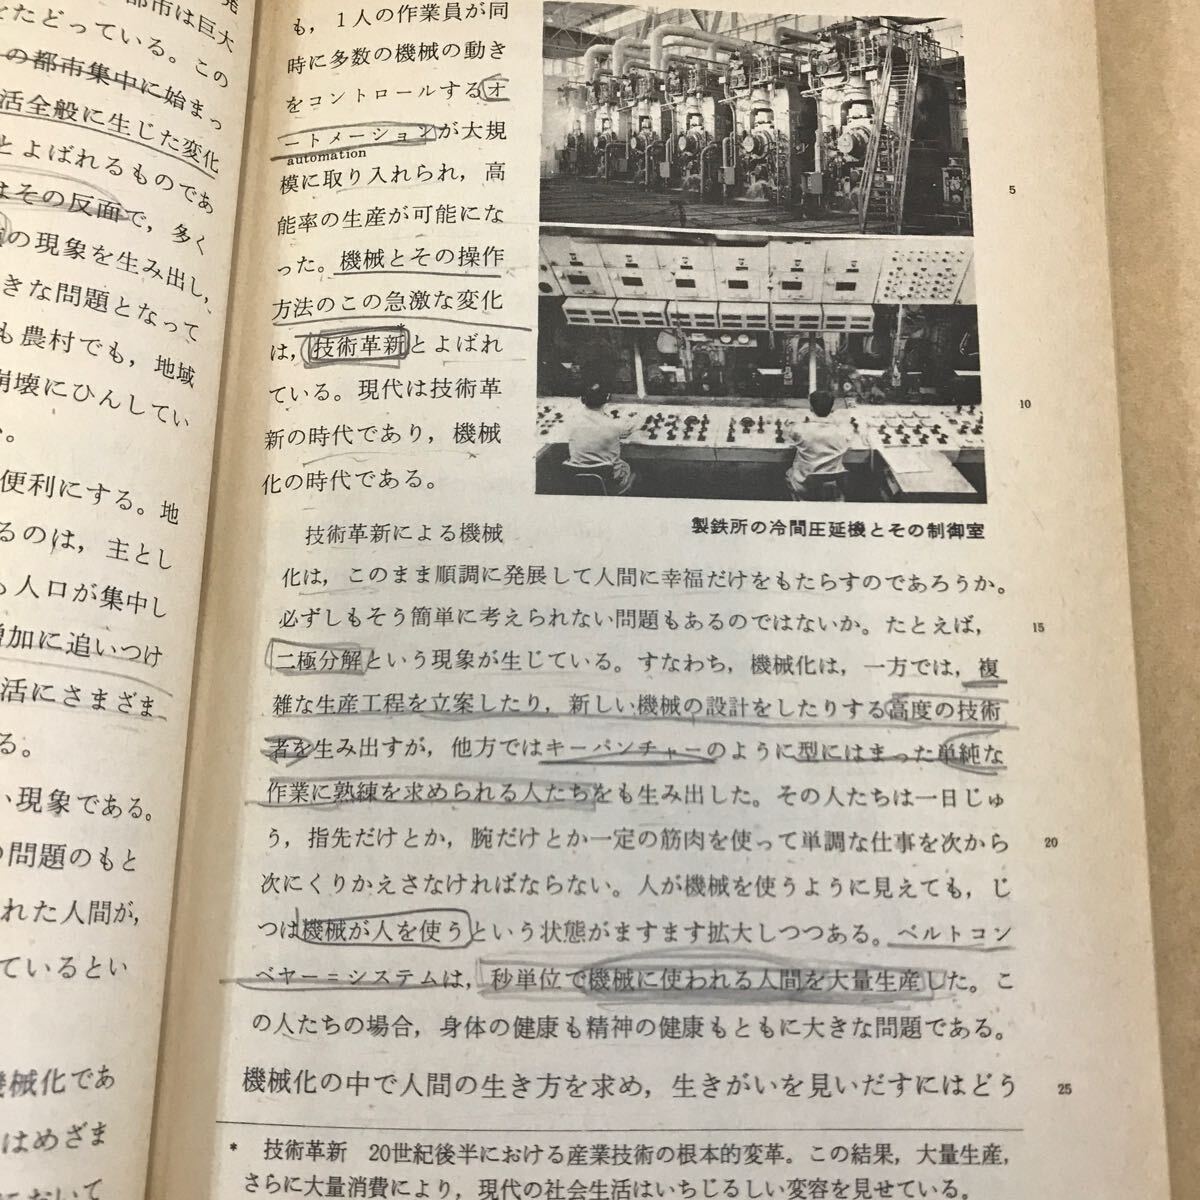 都市は巨大
をたどっている。この
の都市集中に始まっ
活全般に生じた変化
とよばれるものであ
はその反面で，多く
の現象を生み出し，
きな問題となって
も農村でも，地域
崩壊にひんしてい
。
便利にする。地
るのは，主とし
も人口が集中し
増加に追いつけ
活にさまざま
る。
い現象である。
の問題のもと
れた人間が，
ているとい
機械化であ
はめざま
において
も，1人の作業員が同
時に多数の機械の動き
をコントロールするオ
ートメーションが大規
automation
模に取り入れられ，高
能率の生産が可能にな
った。機械とその操作
方法のこの急激な変化
は，技術革新*とよばれ
ている。現代は技術革
新の時代であり，機械
化の時代である。
製鉄所の冷間圧延機とその制御室
技術革新による機械
化は，このまま順調に発展して人間に幸福だけをもたらすのであろうか。
必ずしもそう簡単に考えられない問題もあるのではないか。たとえば，
二極分解という現象が生じている。すなわち，機械化は，一方では，複
雑な生産工程を立案したり，新しい機械の設計をしたりする高度の技術
者を生み出すが，他方ではキーパンチャーのように型にはまった単純な
作業に熟練を求められる人たちをも生み出した。その人たちは一日じゅ
う，指先だけとか，腕だけとか一定の筋肉を使って単調な仕事を次から
次にくりかえさなければならない。人が機械を使うように見えても，じ
つは機械が人を使うという状態がますます拡大しつつある。ベルトコン
ベヤー＝システムは，秒単位で機械に使われる人間を大量生産した。こ
の人たちの場合，身体の健康も精神の健康もともに大きな問題である。
機械化の中で人間の生き方を求め，生きがいを見いだすにはどう
5
10
15
20
25
* 技術革新 20世紀後半における産業技術の根本的変革。この結果，大量生産，
さらに大量消費により，現代の社会生活はいちじるしい変容を見せている。